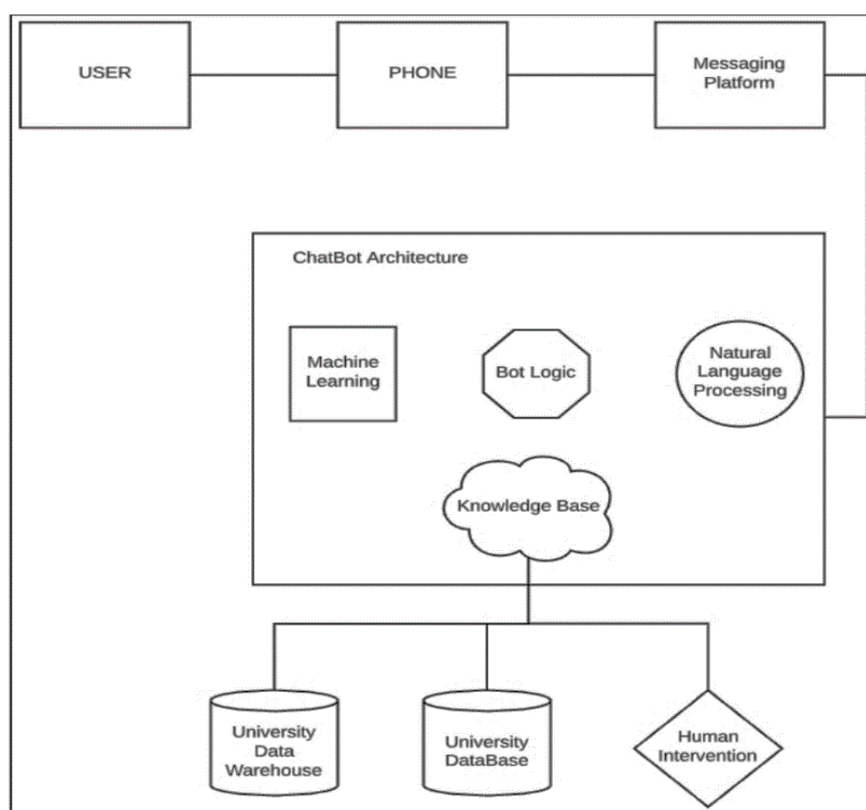 USER
PHONE
Messaging
Platform
ChatBot Architecture
Machine
Learning
Bot Logic
Natural
Language
Processing
Knowledge Base
University
Data
Warehouse
University
DataBase
Human
Intervention